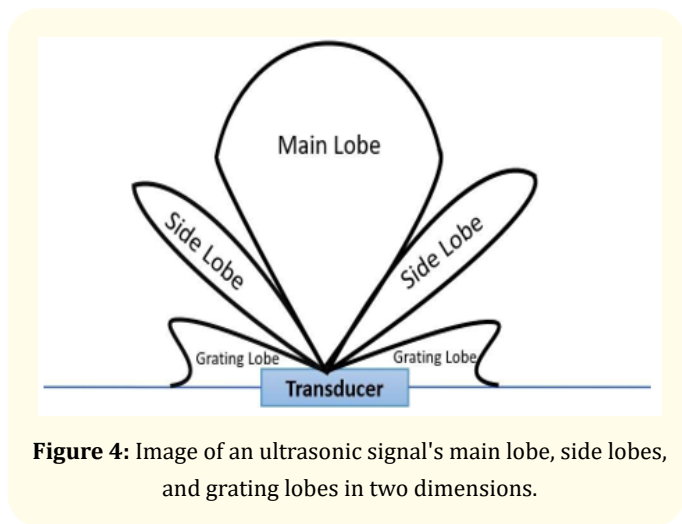 Main Lobe
Side Lobe
Side Lobe
Grating Lobe
Grating Lobe
Transducer
Figure 4: Image of an ultrasonic signal's main lobe, side lobes,
and grating lobes in two dimensions.